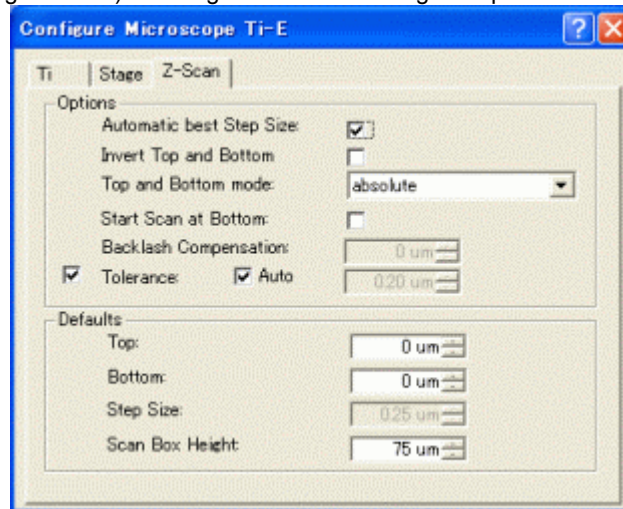 Configure Microscope Ti-E
Ti Stage Z-Scan
Options
Automatic best Step Size:
Invert Top and Bottom
Top and Bottom mode: absolute
Start Scan at Bottom:
Backlash Compensation: 0 um
Tolerance: Auto 0.20 um
Defaults
Top: 0 um
Bottom: 0 um
Step Size: 0.25 um
Scan Box Height: 75 um